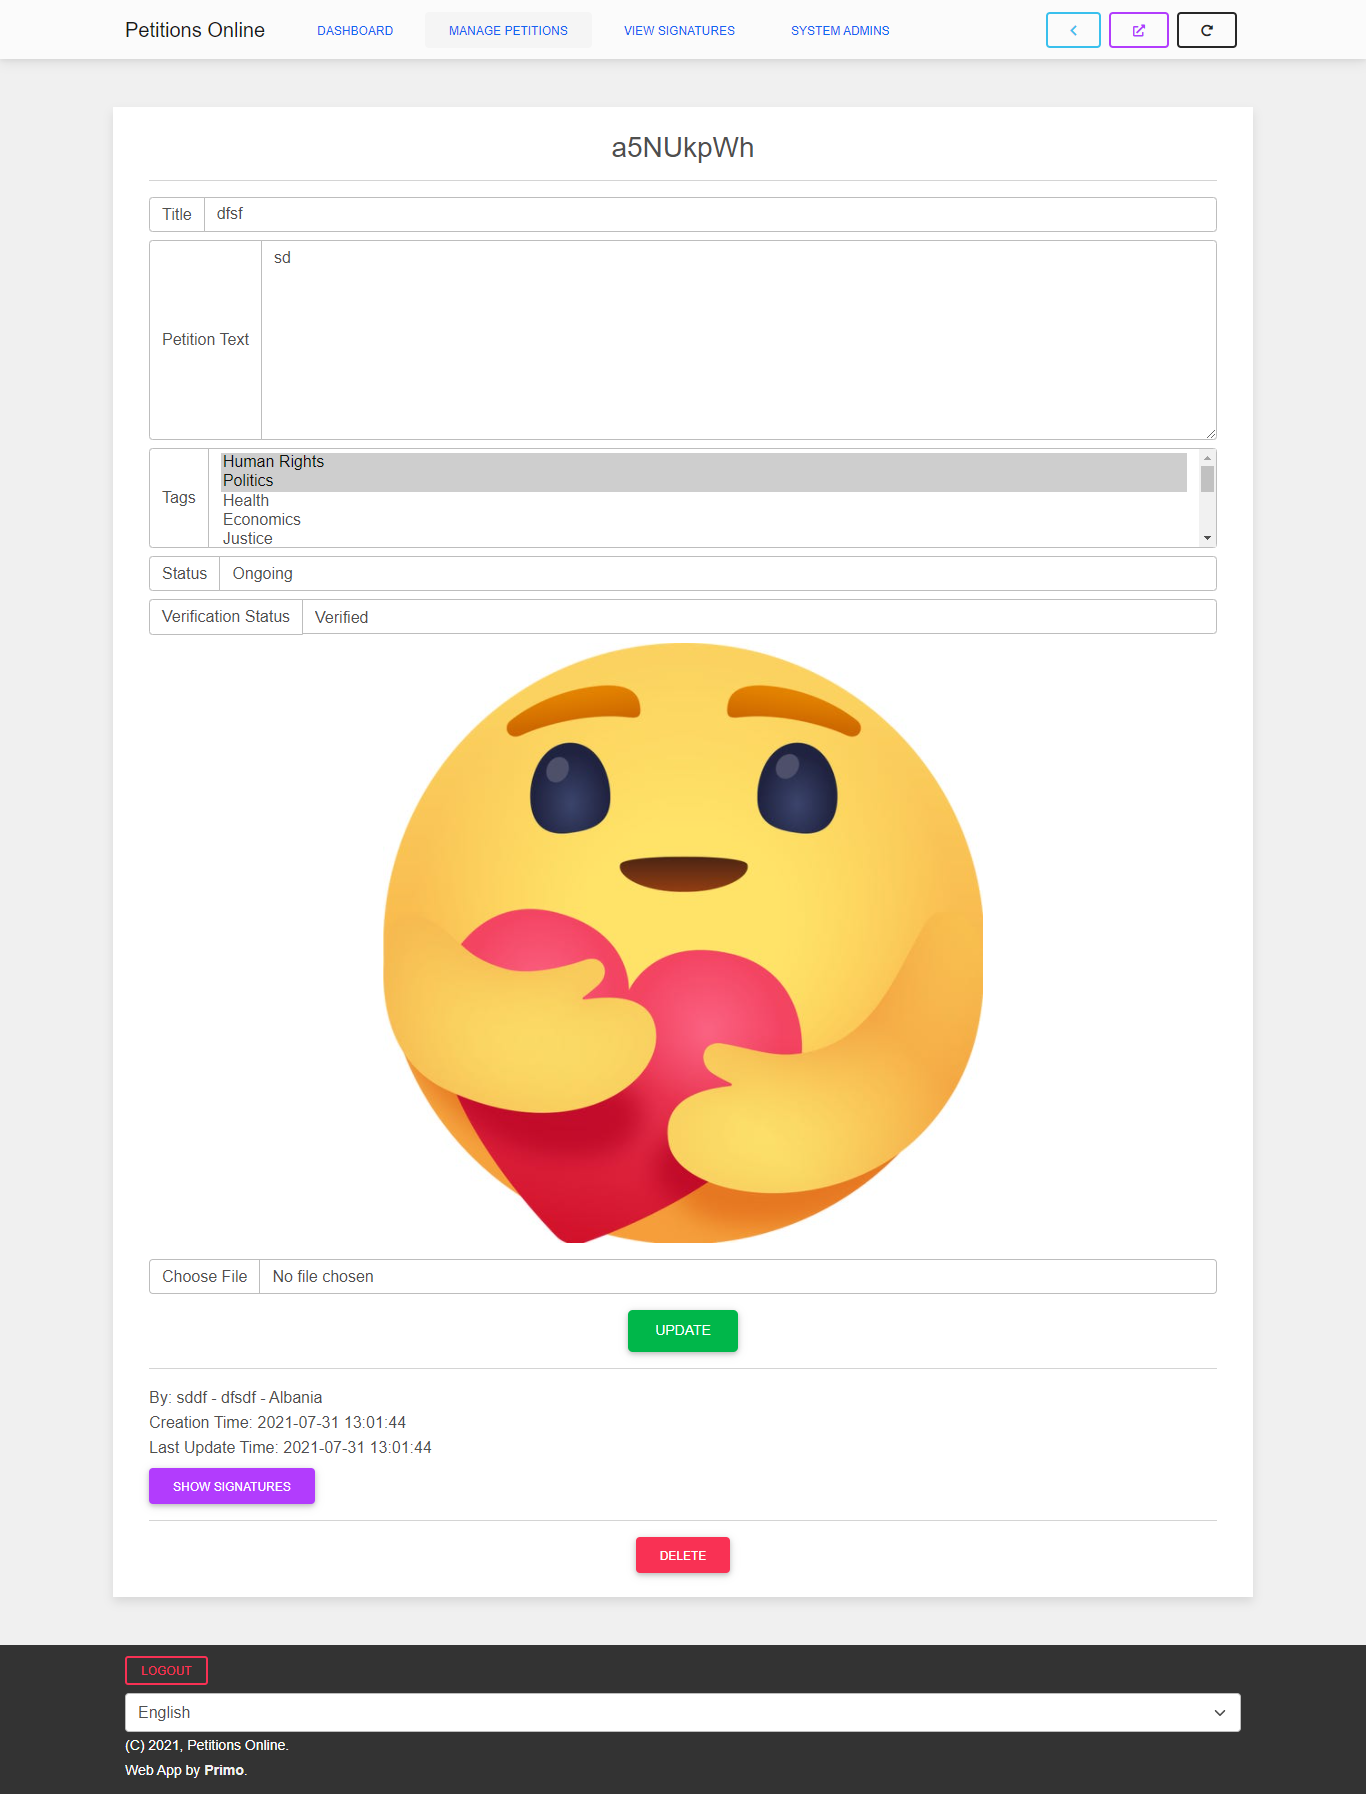 Petitions Online
DASHBOARD
MANAGE PETITIONS
VIEW SIGNATURES
SYSTEM ADMINS
a5NUkpWh
Title
dfsf
Petition Text
sd
Tags
Human Rights
Politics
Health
Economics
Justice
Status
Ongoing
Verification Status
Verified
Choose File
No file chosen
UPDATE
By: sddf - dfsdf - Albania
Creation Time: 2021-07-31 13:01:44
Last Update Time: 2021-07-31 13:01:44
SHOW SIGNATURES
DELETE
LOGOUT
English
(C) 2021, Petitions Online.
Web App by Primo.